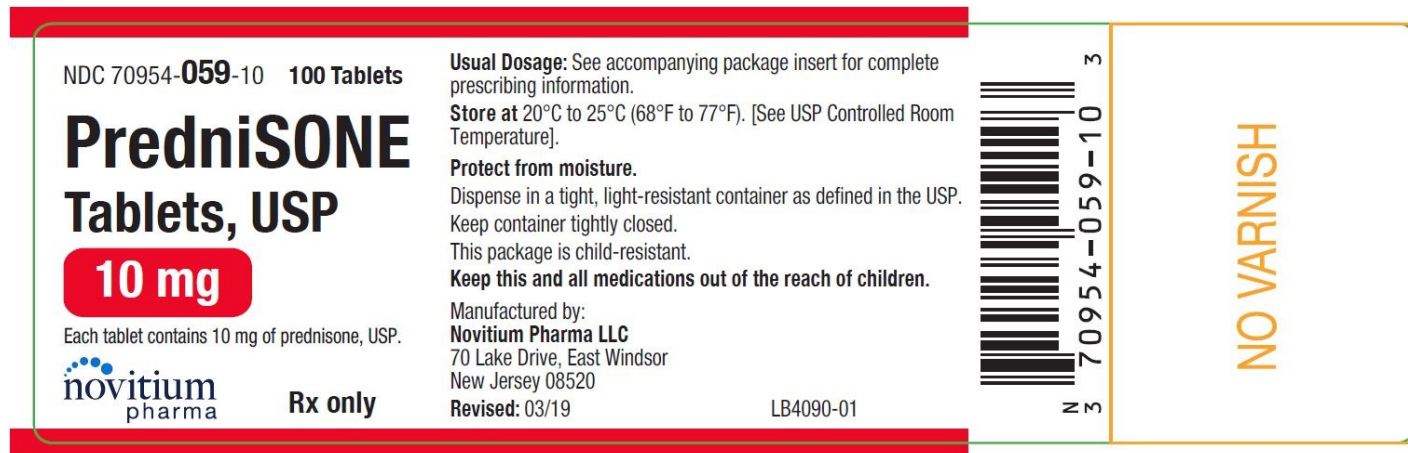 NDC 70954-059-10 100 Tablets
PredniSONE
Tablets, USP
10 mg
Each tablet contains 10 mg of prednisone, USP.
novitium
pharma
Rx only
Usual Dosage: See accompanying package insert for complete
prescribing information.
Store at 20°C to 25°C (68°F to 77°F). [See USP Controlled Room
Temperature].
Protect from moisture.
Dispense in a tight, light-resistant container as defined in the USP.
Keep container tightly closed.
This package is child-resistant.
Keep this and all medications out of the reach of children.
Manufactured by:
Novitium Pharma LLC
70 Lake Drive, East Windsor
New Jersey 08520
Revised: 03/19 LB4090-01
N
3 70954-059-10 3
NO VARNISH